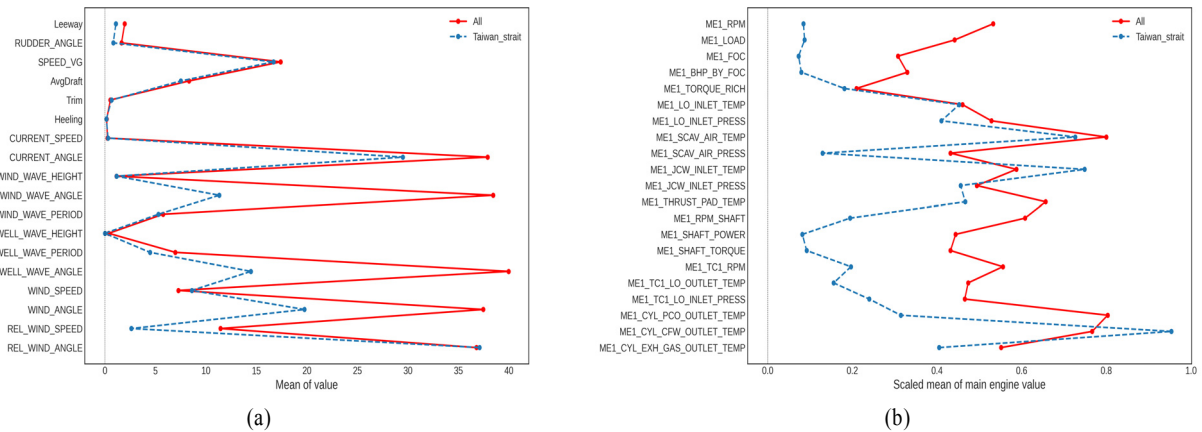 Leeway
RUDDER_ANGLE
SPEED_VG
AvgDraft
Trim
Heeling
CURRENT_SPEED
CURRENT_ANGLE
WIND_WAVE_HEIGHT
WIND_WAVE_ANGLE
WIND_WAVE_PERIOD
WELL_WAVE_HEIGHT
WELL_WAVE_PERIOD
WELL_WAVE_ANGLE
WIND_SPEED
WIND_ANGLE
REL_WIND_SPEED
REL_WIND_ANGLE
All
Taiwan_strait
0 5 10 15 20 25 30 35 40
Mean of value
(a)
ME1_RPM
ME1_LOAD
ME1_FOC
ME1_BHP_BY_FOC
ME1_TORQUE_RICH
ME1_LO_INLET_TEMP
ME1_LO_INLET_PRESS
ME1_SCAV_AIR_TEMP
ME1_SCAV_AIR_PRESS
ME1_JCW_INLET_TEMP
ME1_JCW_INLET_PRESS
ME1_THRUST_PAD_TEMP
ME1_RPM_SHAFT
ME1_SHAFT_POWER
ME1_SHAFT_TORQUE
ME1_TC1_RPM
ME1_TC1_LO_OUTLET_TEMP
ME1_TC1_LO_INLET_PRESS
ME1_CYL_PCO_OUTLET_TEMP
ME1_CYL_CFW_OUTLET_TEMP
ME1_CYL_EXH_GAS_OUTLET_TEMP
All
Taiwan_strait
0.0 0.2 0.4 0.6 0.8 1.0
Scaled mean of main engine value
(b)